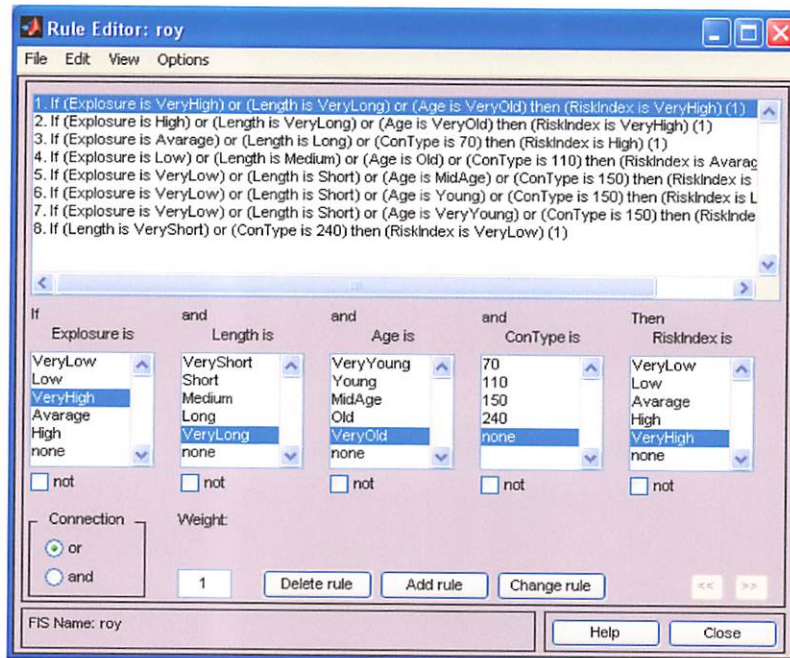 Rule Editor: roy
File Edit View Options
1. If (Explosure is VeryHigh) or (Length is VeryLong) or (Age is VeryOld) then (RiskIndex is VeryHigh) (1)
2. If (Explosure is High) or (Length is VeryLong) or (Age is VeryOld) then (RiskIndex is VeryHigh) (1)
3. If (Explosure is Avarage) or (Length is Long) or (ConType is 70) then (RiskIndex is High) (1)
4. If (Explosure is Low) or (Length is Medium) or (Age is Old) or (ConType is 110) then (RiskIndex is Avarag
5. If (Explosure is VeryLow) or (Length is Short) or (Age is MidAge) or (ConType is 150) then (RiskIndex is
6. If (Explosure is VeryLow) or (Length is Short) or (Age is Young) or (ConType is 150) then (RiskIndex is L
7. If (Explosure is VeryLow) or (Length is Short) or (Age is VeryYoung) or (ConType is 150) then (RiskInde
8. If (Length is VeryShort) or (ConType is 240) then (RiskIndex is VeryLow) (1)
If and and and Then
Explosure is Length is Age is ConType is RiskIndex is
VeryLow VeryShort VeryYoung 70 VeryLow
Low Short Young 110 Low
VeryHigh Medium MidAge 150 Avarage
Avarage Long Old 240 High
High VeryLong VeryOld none VeryHigh
none none none none
not not not not not
Connection Weight:
or
and 1 Delete rule Add rule Change rule << >>
FIS Name: roy Help Close